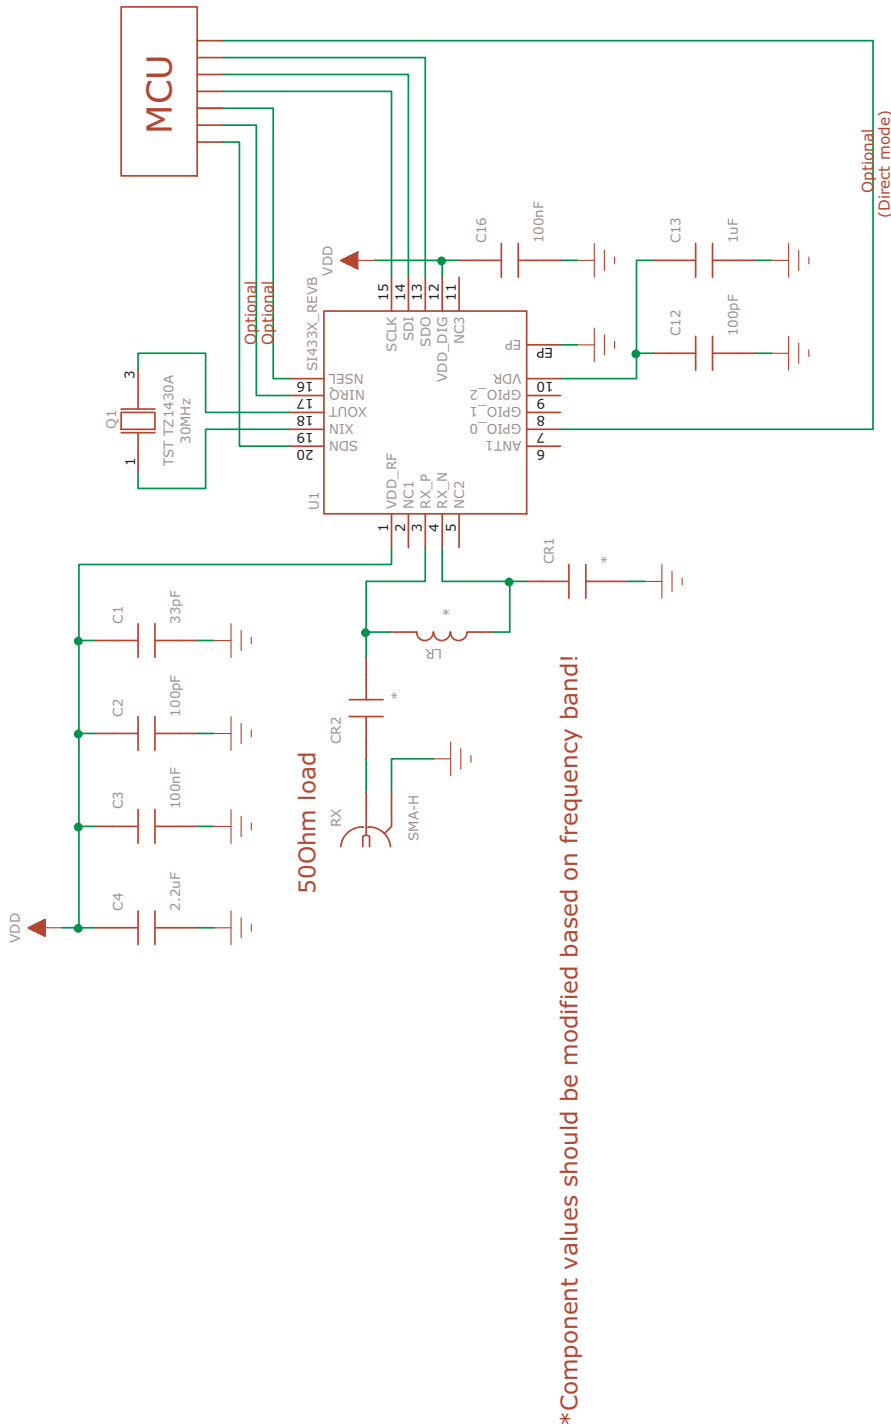 MCU
Optional
(Direct mode)
C16
100nF
C13
1uF
VDD
C12
100pF
Optional
Optional
SI433X_REVB
15
14
13
12
11
SCLK
SDI
SDO
VDD_DIG
NC3
EP
EP
Q1
3
1
TST TZ1430A
30MHz
16
17
18
19
20
NSEL
NIRQ
XOUT
XIN
SDN
VDR
GPIO_2
GPIO_1
GPIO_0
ANT1
10
9
8
7
6
U1
VDD_RF
NC1
RX_P
RX_N
NC2
1
2
3
4
5
CR1
*
C1
33pF
*
LR
C2
100pF
CR2
*
50Ohm load
RX
SMA-H
C3
100nF
C4
2.2uF
VDD
*Component values should be modified based on frequency band!